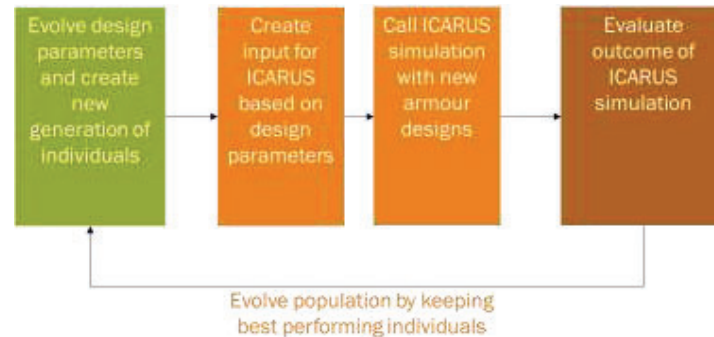 Evolve design
parameters
and create
new
generation of
individuals
Create
input for
ICARUS
based on
design
parameters
Call ICARUS
simulation
with new
armour
designs
Evaluate
outcome of
ICARUS
simulation
Evolve population by keeping
best performing individuals